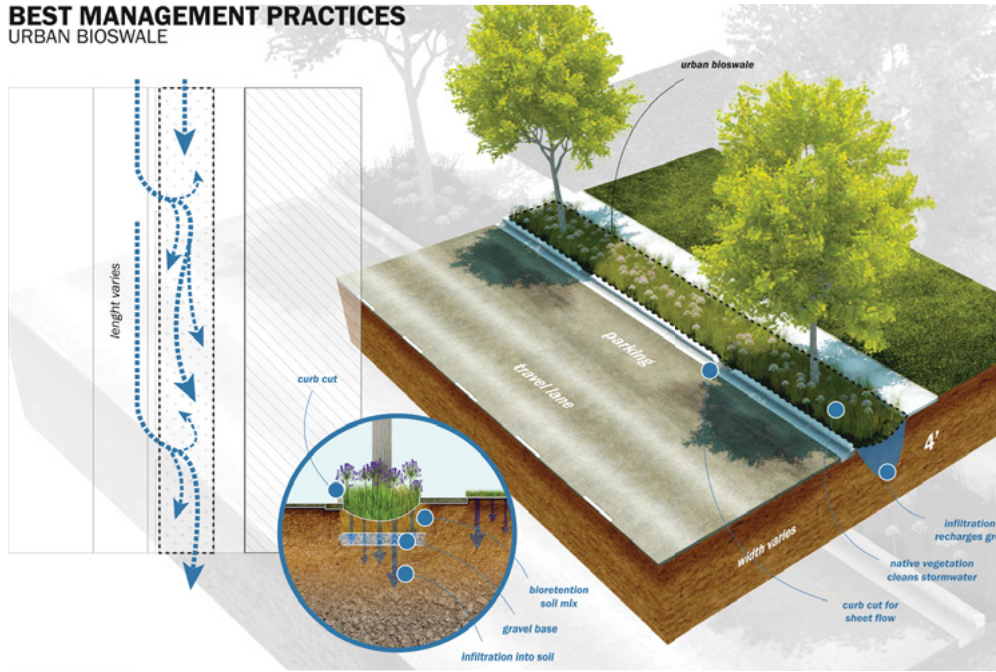 BEST MANAGEMENT PRACTICES
URBAN BIOSWALE
urban bioswale
lenght varies
parking
travel lane
curb cut
4'
width varies
infiltration
recharges
native vegetation
cleans stormwater
curb cut for
sheet flow
bioretention
soil mix
gravel base
infiltration into soil